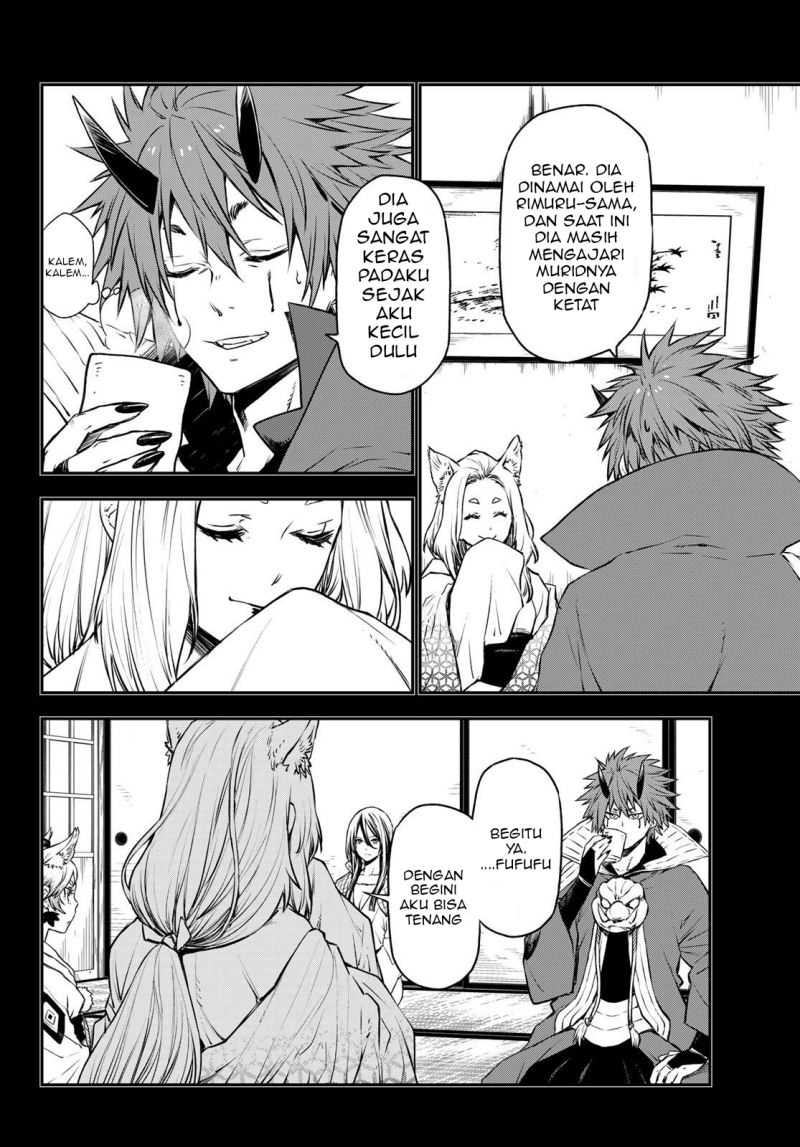 BENAR. DIA
DINAMAI OLEH
RIMURU-SAMA,
DAN SAAT INI
DIA MASIH
MENGAJARI
MURIDNYA
DENGAN
KETAT
DIA
JUGA
SANGAT
KERAS
PADAKU
SEJAK
AKU
KECIL
DULU
KALEM,
KALEM...
BEGITU
YA.
....FUFUFU
DENGAN
BEGINI
AKU BISA
TENANG